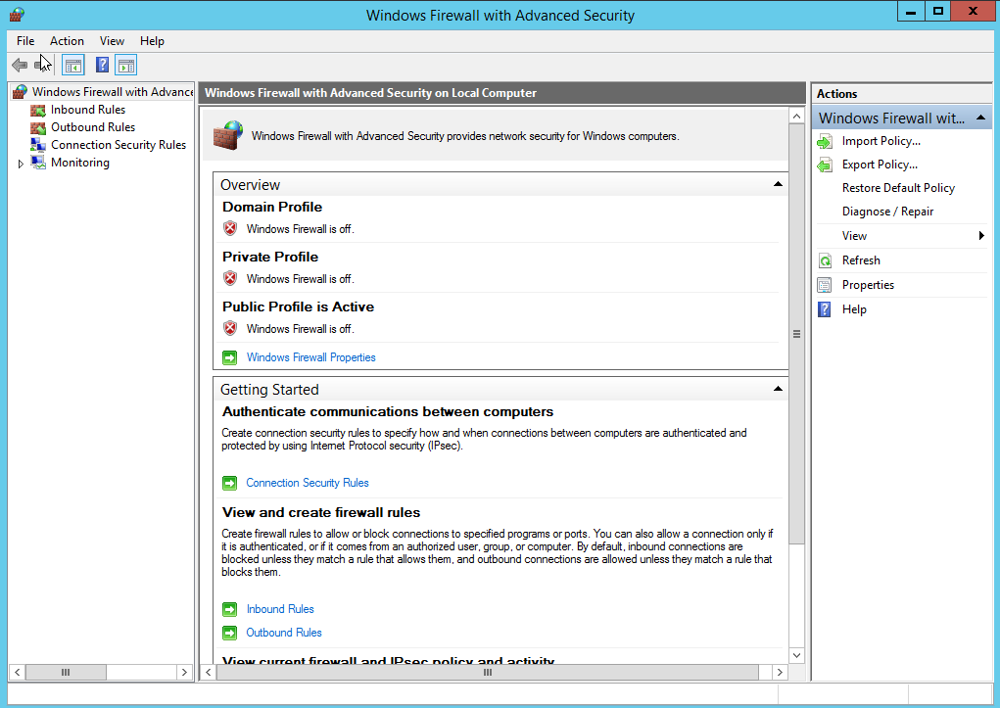 Windows Firewall with Advanced Security
File Action View Help
Windows Firewall with Advance
Inbound Rules
Outbound Rules
Connection Security Rules
Monitoring
Windows Firewall with Advanced Security on Local Computer
Windows Firewall with Advanced Security provides network security for Windows computers.
Overview
Domain Profile
Windows Firewall is off.
Private Profile
Windows Firewall is off.
Public Profile is Active
Windows Firewall is off.
Windows Firewall Properties
Getting Started
Authenticate communications between computers
Create connection security rules to specify how and when connections between computers are authenticated and
protected by using Internet Protocol security (IPsec).
Connection Security Rules
View and create firewall rules
Create firewall rules to allow or block connections to specified programs or ports. You can also allow a connection only if
it is authenticated, or if it comes from an authorized user, group, or computer. By default, inbound connections are
blocked unless they match a rule that allows them, and outbound connections are allowed unless they match a rule that
blocks them.
Inbound Rules
Outbound Rules
View current firewall and IPsec policy and activity
Actions
Windows Firewall wit...
Import Policy...
Export Policy...
Restore Default Policy
Diagnose / Repair
View
Refresh
Properties
Help